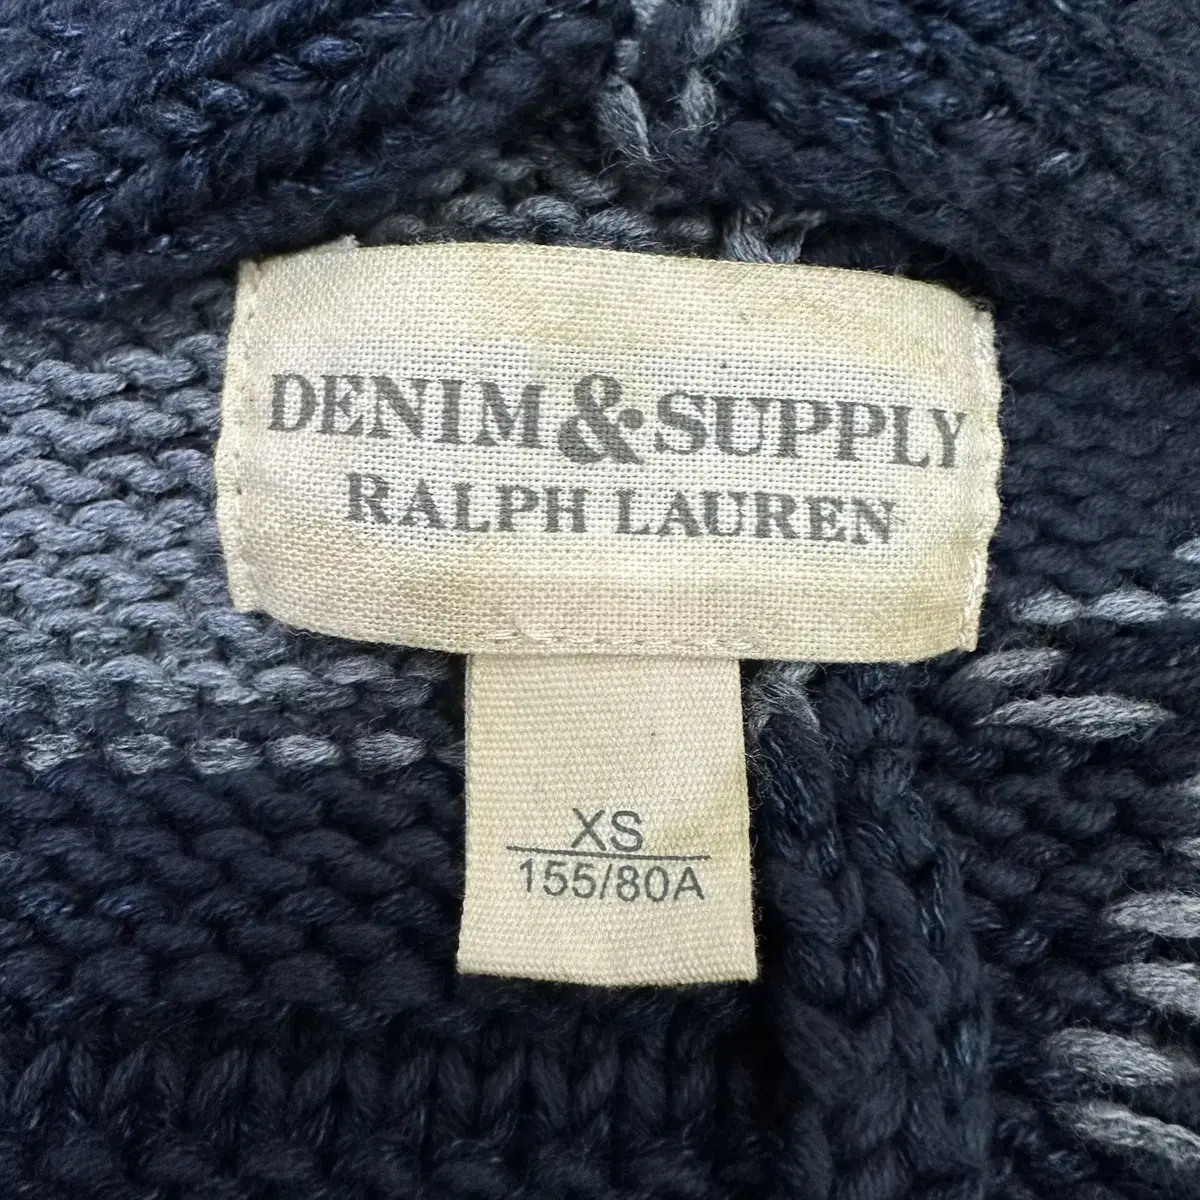 DENIM & SUPPLY
RALPH LAUREN
XS
155/80A